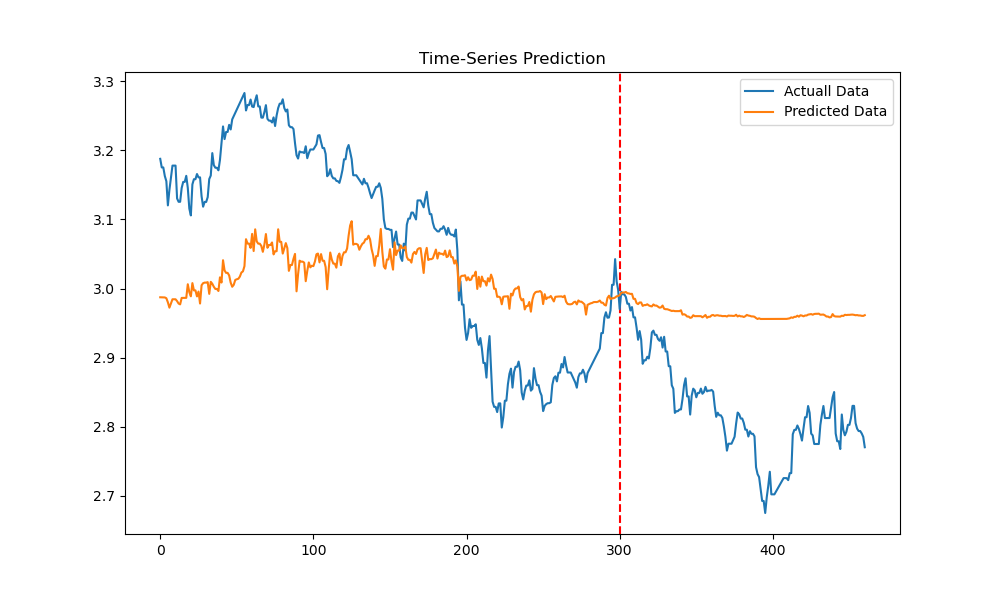 Time-Series Prediction
Actuall Data
Predicted Data
3.3
3.2
3.1
3.0
2.9
2.8
2.7
0 100 200 300 400